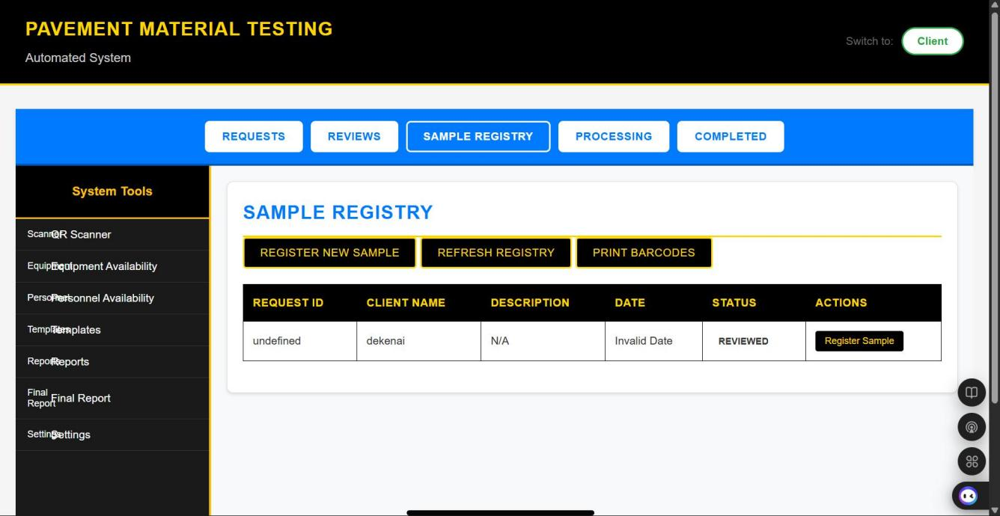 PAVEMENT MATERIAL TESTING
Automated System
Switch to:
Client
REQUESTS
REVIEWS
SAMPLE REGISTRY
PROCESSING
COMPLETED
System Tools
Scanner QR Scanner
Equipment Equipment Availability
Personnel Personnel Availability
Templates Templates
Reports Reports
Final
Report
Final Report
Settings Settings
SAMPLE REGISTRY
REGISTER NEW SAMPLE
REFRESH REGISTRY
PRINT BARCODES
REQUEST ID CLIENT NAME DESCRIPTION DATE STATUS ACTIONS
undefined dekenai N/A Invalid Date REVIEWED Register Sample